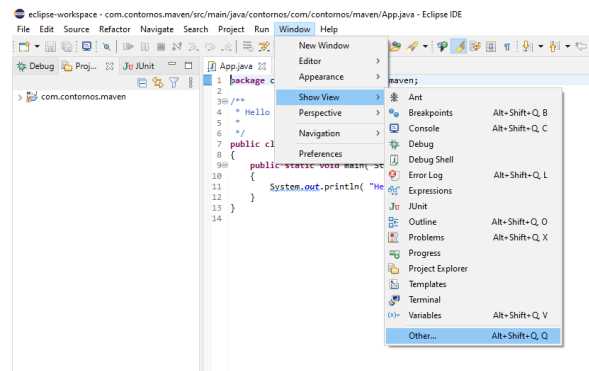 eclipse-workspace - com.contornos.maven/src/main/java/contornos/com/contornos/maven/App.java - Eclipse IDE
File Edit Source Refactor Navigate Search Project Run Window Help
Debug Proj... JUnit
App.java
com.contornos.maven
New Window
Editor
Appearance
Show View
Perspective
Navigation
Preferences
Ant
Breakpoints Alt+Shift+Q, B
Console Alt+Shift+Q, C
Debug
Debug Shell
Error Log Alt+Shift+Q, L
Expressions
JUnit
Outline Alt+Shift+Q, O
Problems Alt+Shift+Q, X
Progress
Project Explorer
Templates
Terminal
Variables Alt+Shift+Q, V
Other... Alt+Shift+Q, Q
1 package c maven;
2
3 /**
4 * Hello
5 *
6 */
7 public cl
8 {
9 public static void main( St
10 {
11 System.out.println( "He
12 }
13 }
14